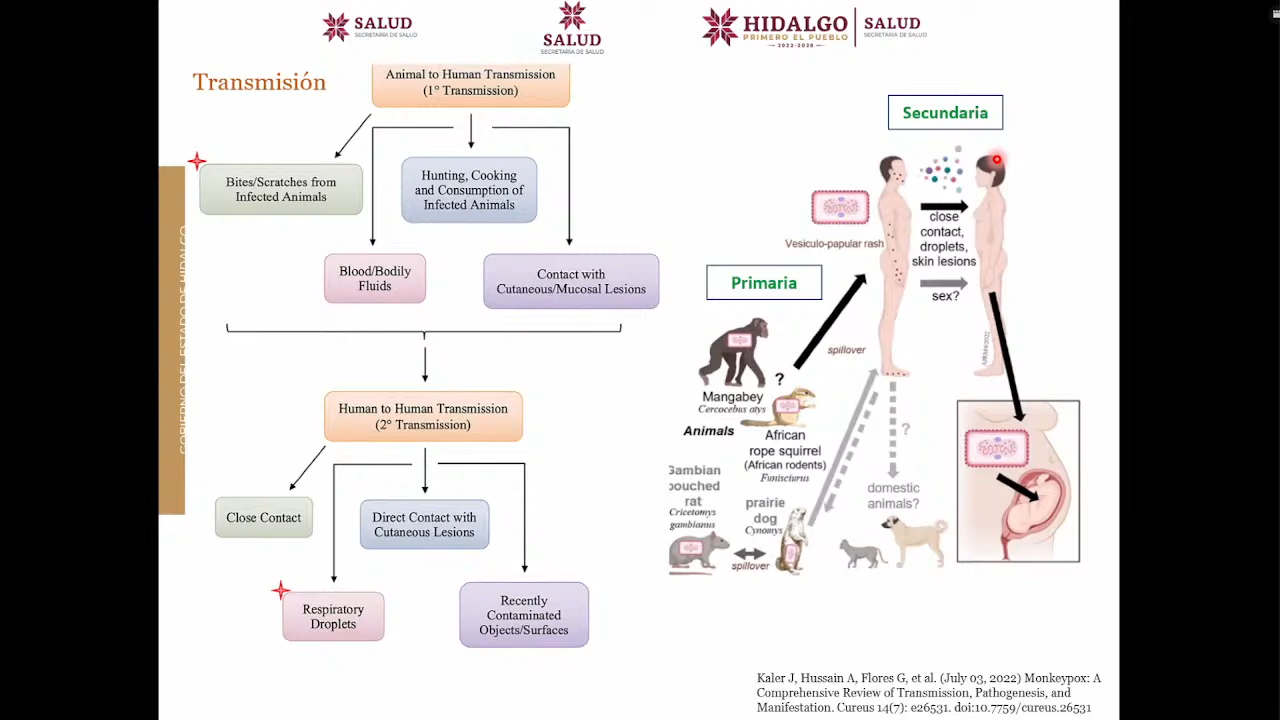 SALUD
SECRETARÍA DE SALUD
SALUD
SECRETARÍA DE SALUD
HIDALGO
PRIMERO EL PUEBLO
2022-2028
SALUD
SECRETARÍA DE SALUD
Transmisión
GOBIERNO DEL ESTADO DE HIDALGO
Animal to Human Transmission
(1° Transmission)
Bites/Scratches from
Infected Animals
Hunting, Cooking
and Consumption of
Infected Animals
Blood/Bodily
Fluids
Contact with
Cutaneous/Mucosal Lesions
Human to Human Transmission
(2° Transmission)
Close Contact
Direct Contact with
Cutaneous Lesions
Respiratory
Droplets
Recently
Contaminated
Objects/Surfaces
Secundaria
Vesiculo-papular rash
close
contact,
droplets,
skin lesions
sex?
Primaria
spillover
?
Mangabey
Cercocebus atys
Animals
African
rope squirrel
(African rodents)
Funisciurus
Gambian
pouched
rat
Cricetomys
gambianus
prairie
dog
Cynomys
spillover
?
domestic
animals?
Kaler J, Hussain A, Flores G, et al. (July 03, 2022) Monkeypox: A
Comprehensive Review of Transmission, Pathogenesis, and
Manifestation. Cureus 14(7): e26531. doi:10.7759/cureus.26531